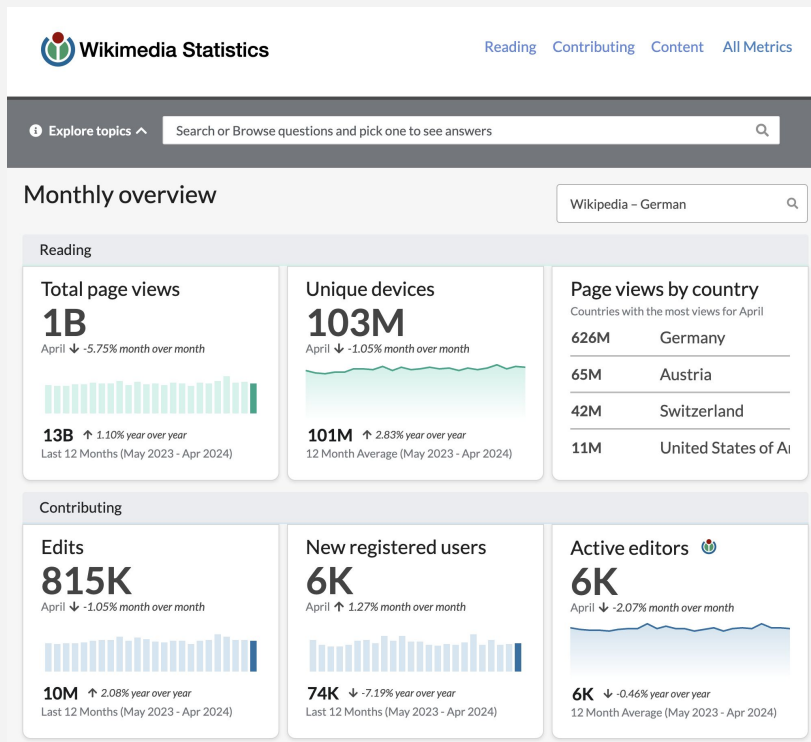 Wikimedia Statistics
Reading Contributing Content All Metrics
Explore topics
Search or Browse questions and pick one to see answers
Monthly overview
Wikipedia – German
Reading
Total page views
1B
April ↓ -5.75% month over month
13B ↑ 1.10% year over year
Last 12 Months (May 2023 - Apr 2024)
Unique devices
103M
April ↓ -1.05% month over month
101M ↑ 2.83% year over year
12 Month Average (May 2023 - Apr 2024)
Page views by country
Countries with the most views for April
626M Germany
65M Austria
42M Switzerland
11M United States of
Contributing
Edits
815K
April ↓ -1.05% month over month
10M ↑ 2.08% year over year
Last 12 Months (May 2023 - Apr 2024)
New registered users
6K
April ↑ 1.27% month over month
74K ↓ -7.19% year over year
Last 12 Months (May 2023 - Apr 2024)
Active editors
6K
April ↓ -2.07% month over month
6K ↓ -0.46% year over year
12 Month Average (May 2023 - Apr 2024)